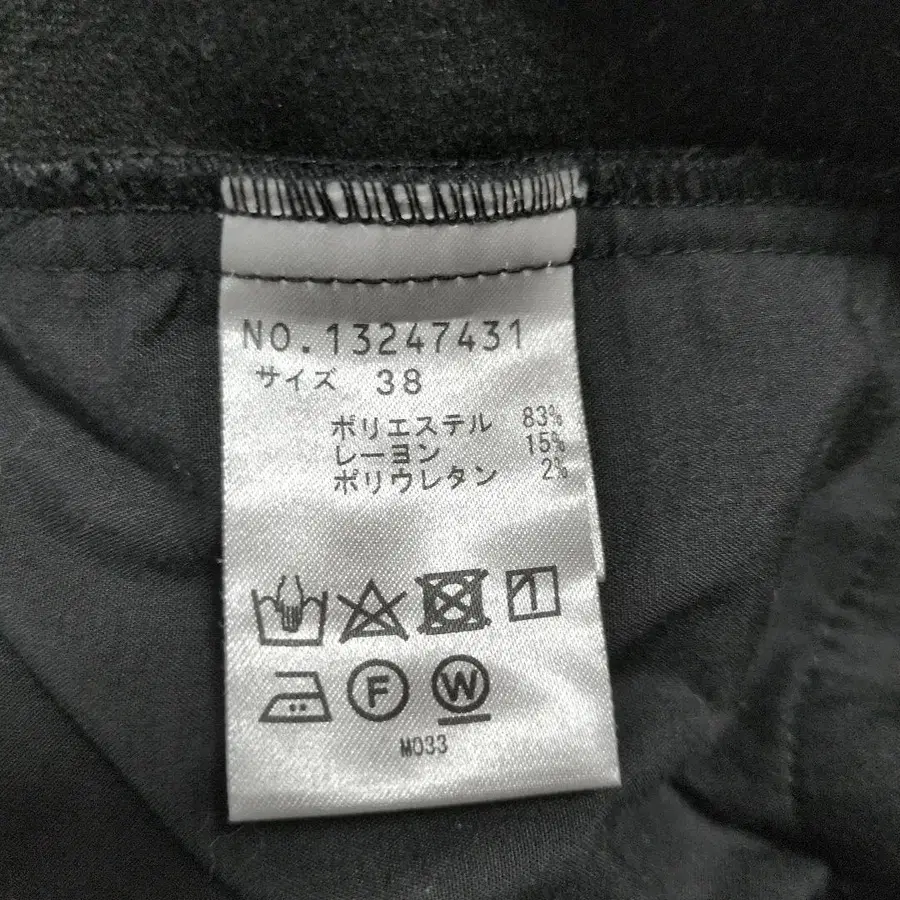 NO.13247431
サイズ 38
ポリエステル 83%
レーヨン 15%
ポリウレタン 2%
F W
M033